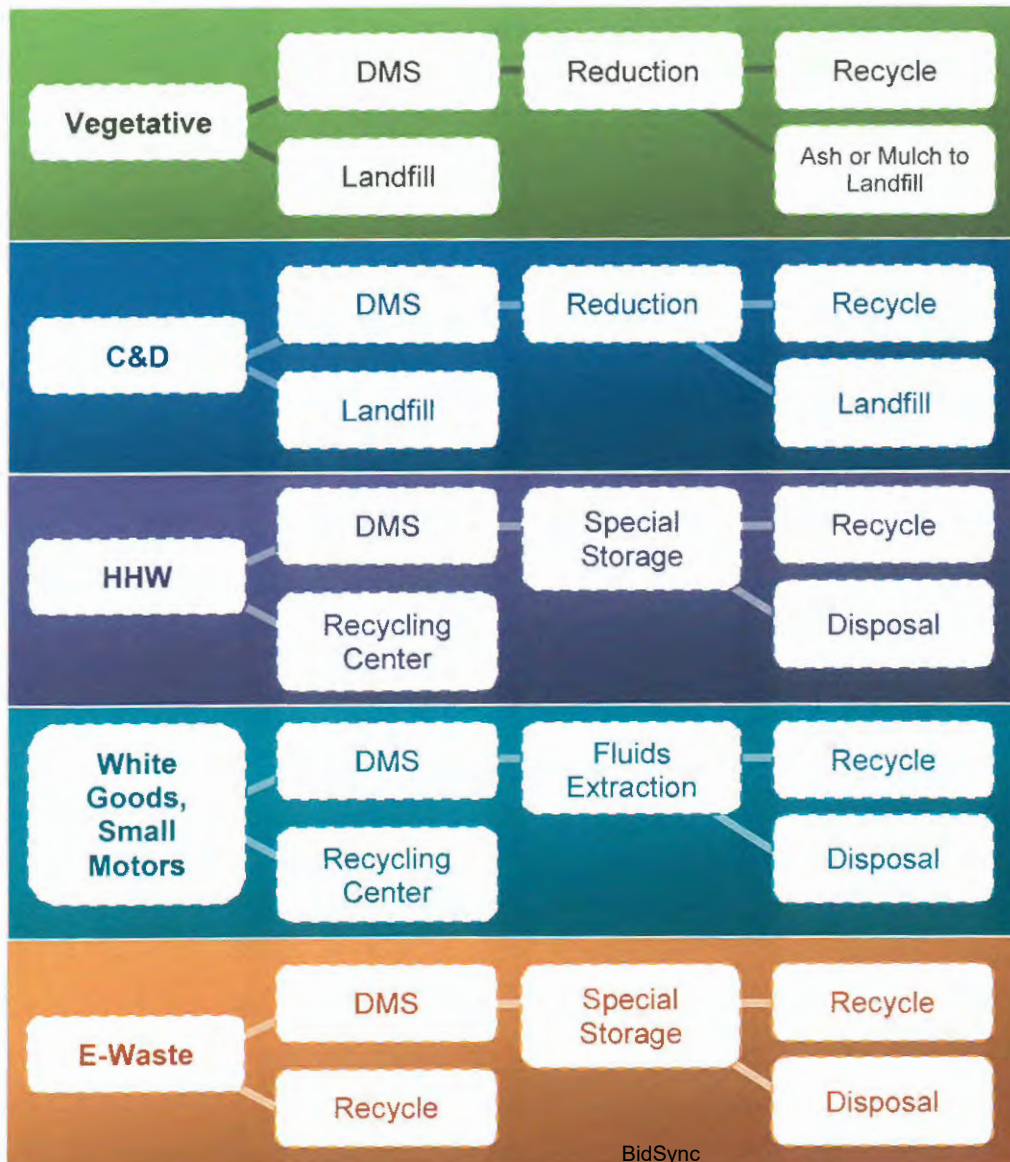 Vegetative
DMS
Reduction
Recycle
Landfill
Ash or Mulch to
Landfill
C&D
DMS
Reduction
Recycle
Landfill
Landfill
HHW
DMS
Special
Storage
Recycle
Recycling
Center
Disposal
White
Goods,
Small
Motors
DMS
Fluids
Extraction
Recycle
Recycling
Center
Disposal
E-Waste
DMS
Special
Storage
Recycle
Recycle
Disposal
BidSync